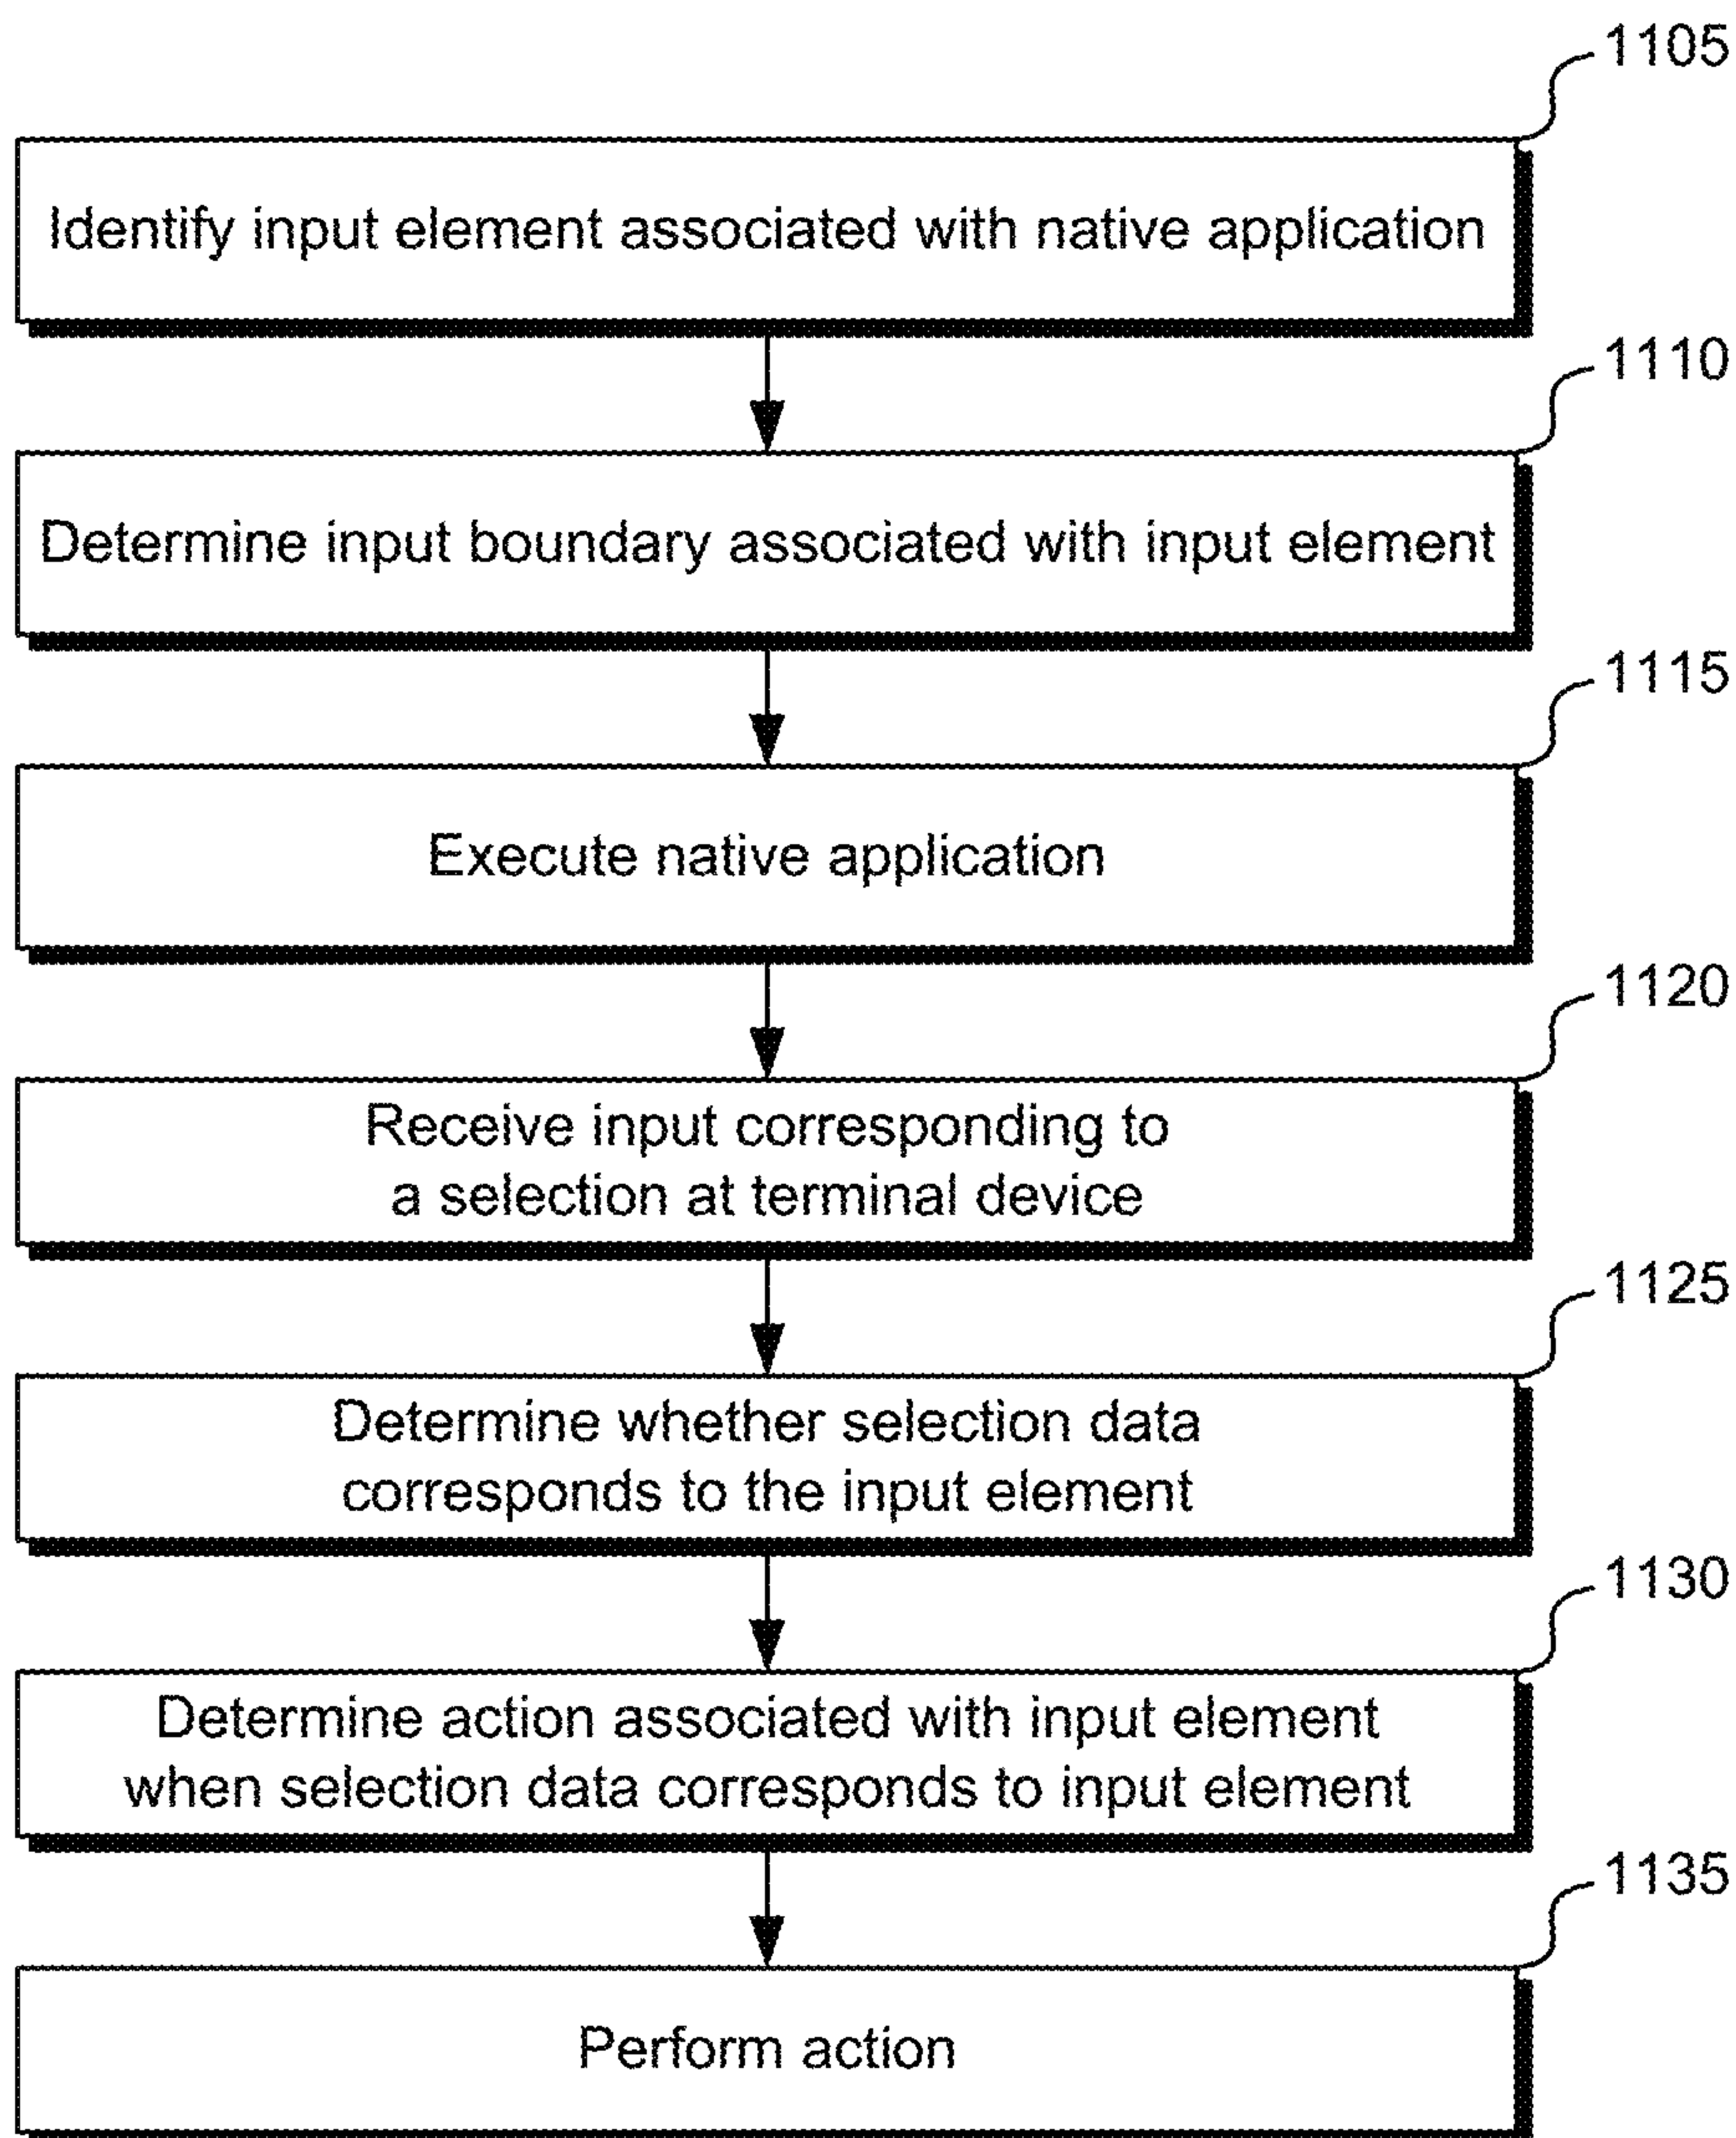 1105
Identify input element associated with native application
1110
Determine input boundary associated with input element
1115
Execute native application
1120
Receive input corresponding to
a selection at terminal device
1125
Determine whether selection data
corresponds to the input element
1130
Determine action associated with input element
when selection data corresponds to input element
1135
Perform action